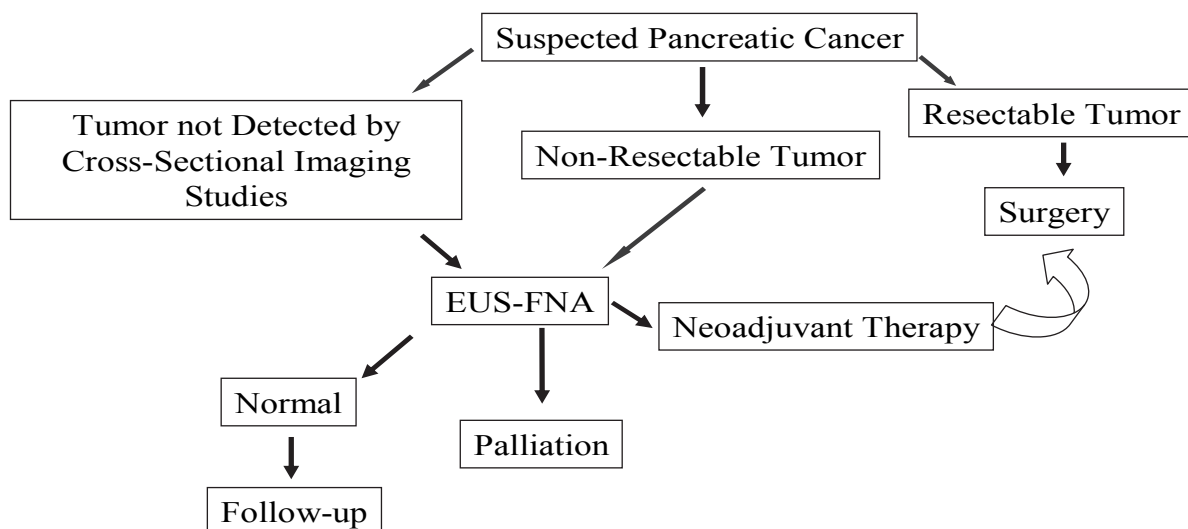 Suspected Pancreatic Cancer
Tumor not Detected by
Cross-Sectional Imaging
Studies
Non-Resectable Tumor
Resectable Tumor
Surgery
EUS-FNA
Neoadjuvant Therapy
Normal
Palliation
Follow-up